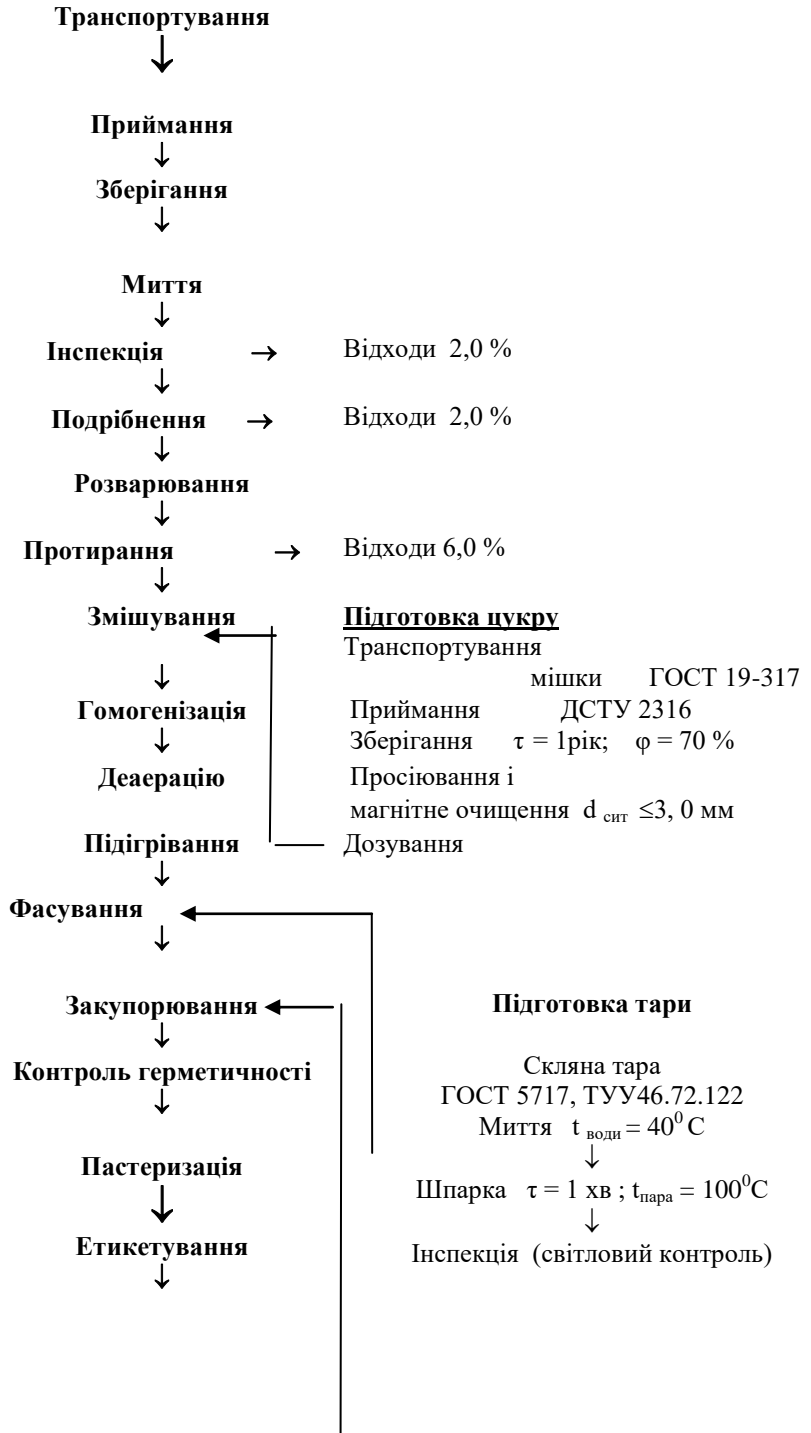 Транспортування
↓
Приймання
↓
Зберігання
↓
Миття
↓
Інспекція → Відходи 2,0 %
↓
Подрібнення → Відходи 2,0 %
↓
Розварювання
↓
Протирання → Відходи 6,0 %
↓
Змішування Підготовка цукру
Транспортування
мішки ГОСТ 19-317
↓
Гомогенізація Приймання ДСТУ 2316
↓ Зберігання τ = 1рік; φ = 70 %
Деаерацію Просіювання і
↓ магнітне очищення d сит ≤3, 0 мм
Підігрівання Дозування
↓
Фасування
↓
Закупорювання Підготовка тари
↓
Контроль герметичності Скляна тара
↓ ГОСТ 5717, ТУУ46.72.122
Миття t води = 40⁰ С
Пастеризація ↓
↓ Шпарка τ = 1 хв ; tпара = 100⁰С
Етикетування ↓
↓ Інспекція (світловий контроль)